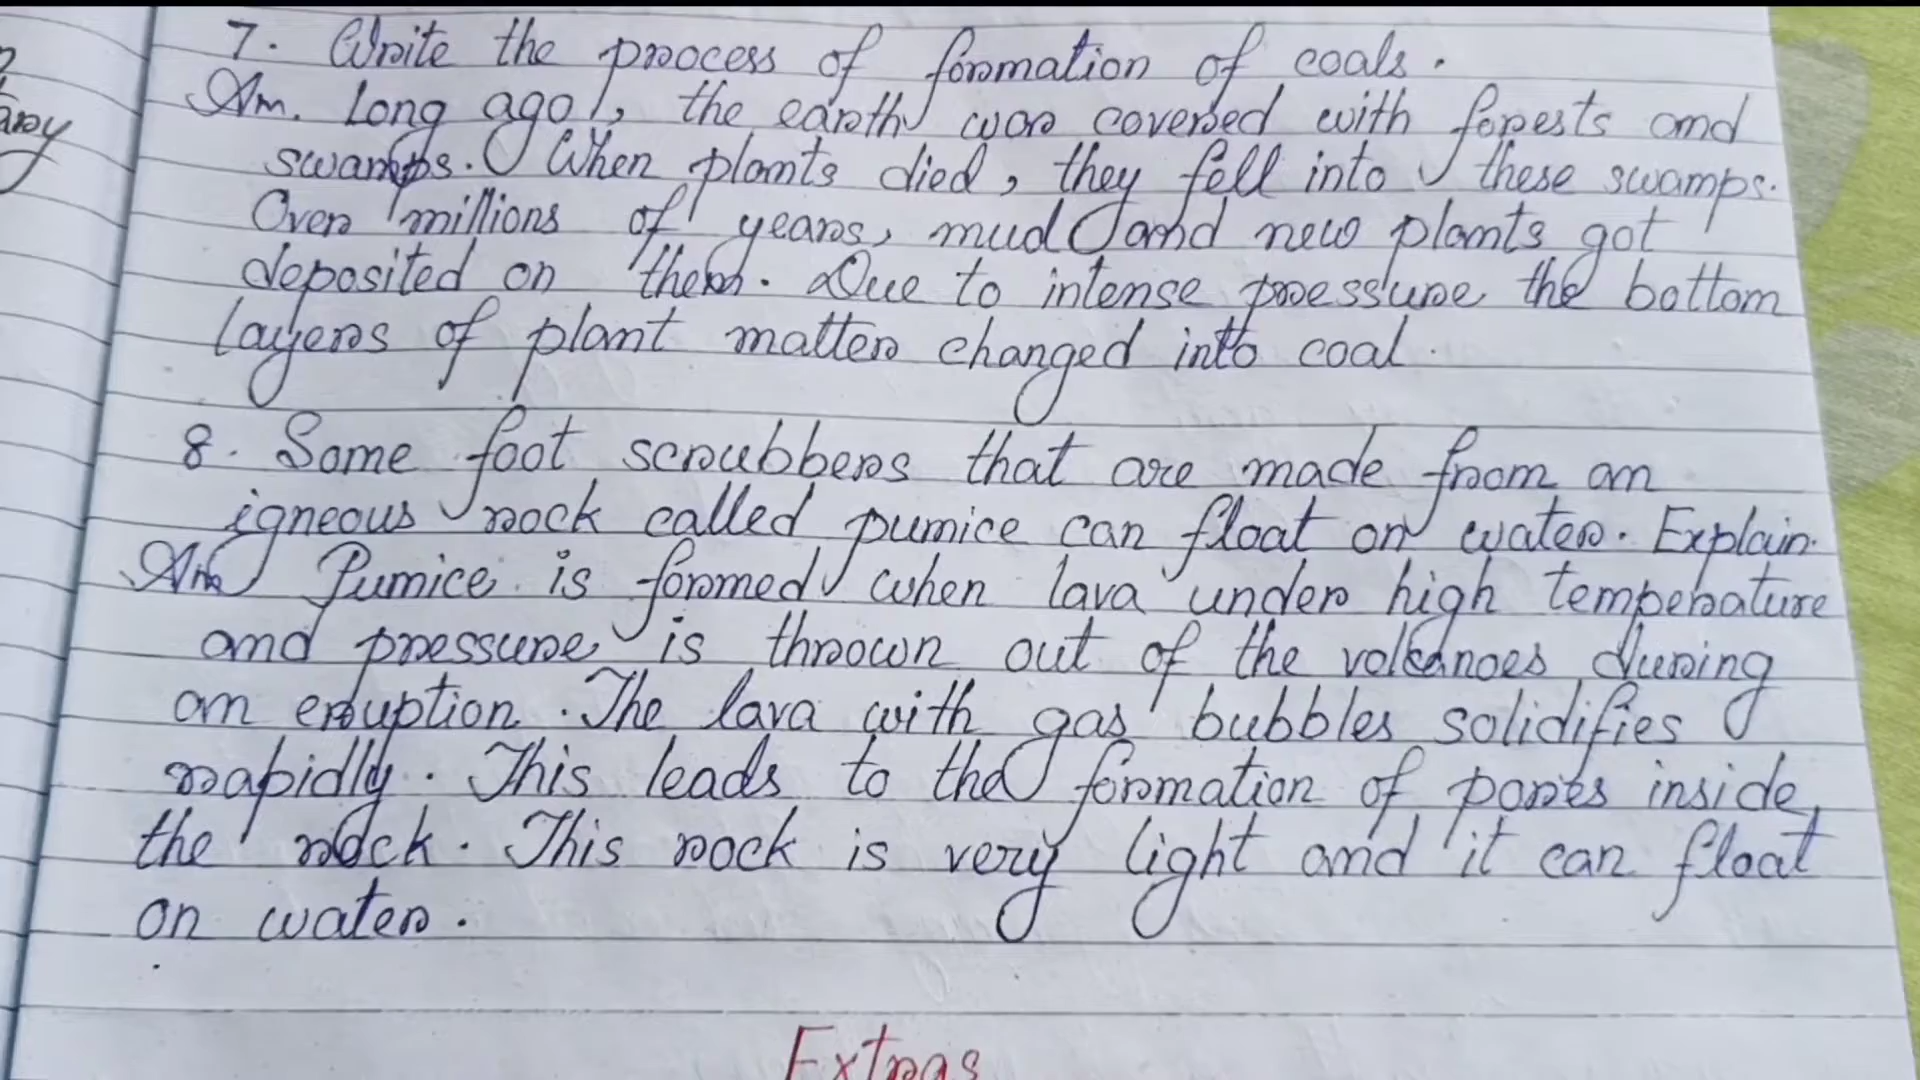 7. Write the process of formation of coals.
Ans. Long ago, the earth was covered with forests and
swamps. When plants died, they fell into these swamps.
Over millions of years, mud and new plants got
deposited on them. Due to intense pressure the bottom
layers of plant matter changed into coal.
8. Some foot scrubbers that are made from an
igneous rock called pumice can float on water. Explain.
Ans Pumice is formed when lava under high temperature
and pressure is thrown out of the volcanoes during
an eruption. The lava with gas bubbles solidifies
rapidly. This leads to the formation of pores inside
the rock. This rock is very light and it can float
on water.
Extras